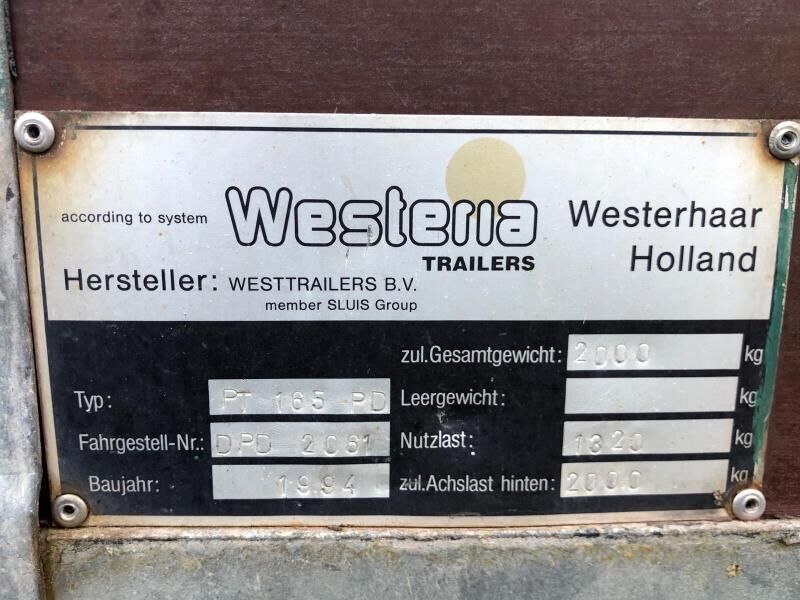 according to system Westeria Westerhaar
TRAILERS Holland
Hersteller: WESTTRAILERS B.V.
member SLUIS Group
zul.Gesamtgewicht: 2000 kg
Typ: PT 165 PD Leergewicht: kg
Fahrgestell-Nr.: DPD 2061 Nutzlast: 1320 kg
Baujahr: 1994 zul.Achslast hinten: 2000 kg